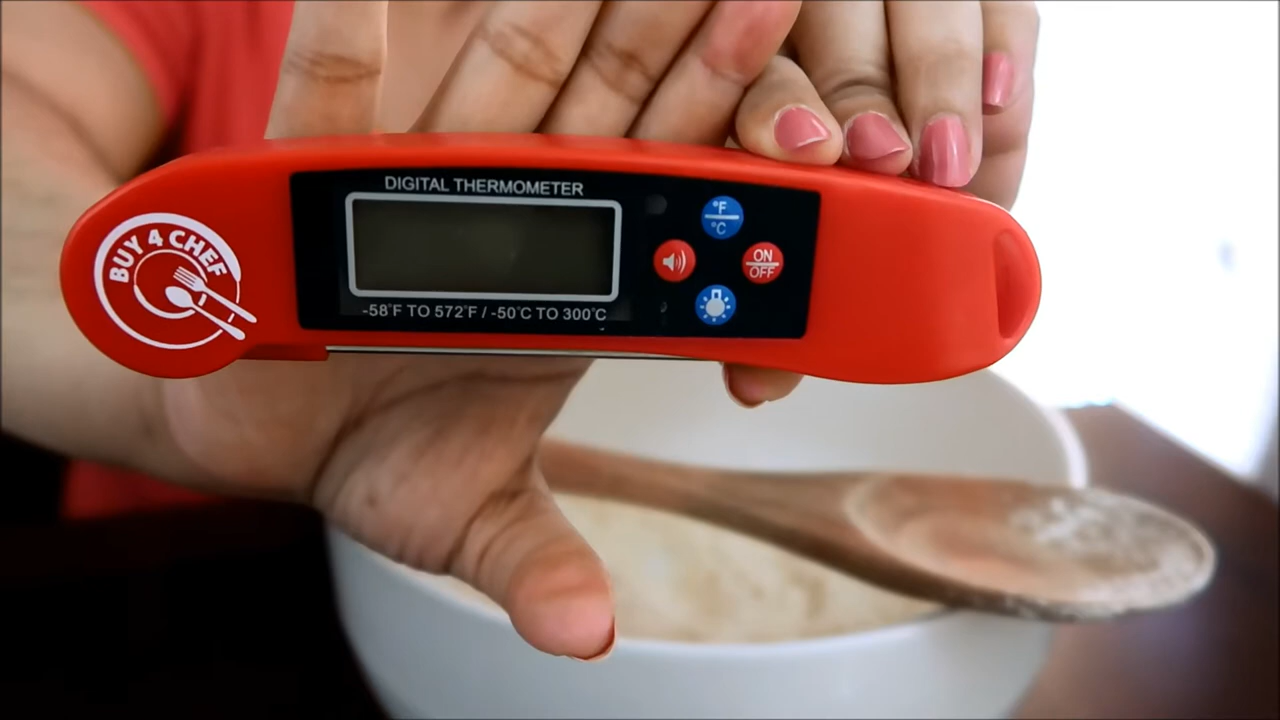 DIGITAL THERMOMETER
BUY 4 CHEF
°F
°C
ON
OFF
-58°F TO 572°F / -50°C TO 300°C